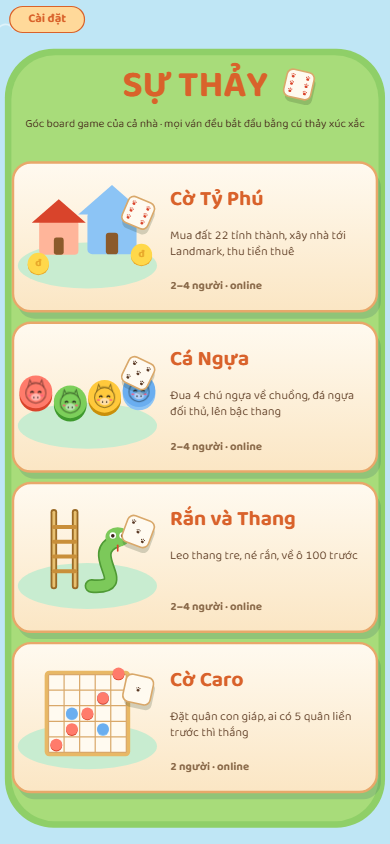 Cài đặt
SỰ THẢY
Góc board game của cả nhà · mọi ván đều bắt đầu bằng cú thảy xúc xắc
Cờ Tỷ Phú
Mua đất 22 tỉnh thành, xây nhà tới
Landmark, thu tiền thuê
2–4 người · online
đ
đ
Cá Ngựa
Đua 4 chú ngựa về chuồng, đá ngựa
đối thủ, lên bậc thang
2–4 người · online
Rắn và Thang
Leo thang tre, né rắn, về ô 100 trước
2–4 người · online
Cờ Caro
Đặt quân con giáp, ai có 5 quân liền
trước thì thắng
2 người · online